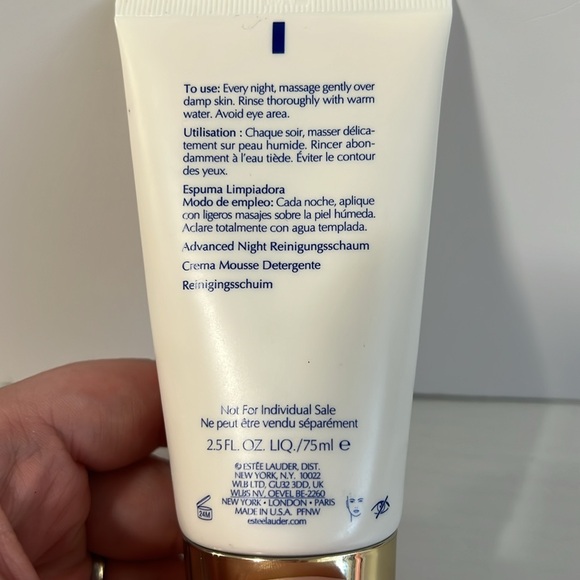 To use: Every night, massage gently over
damp skin. Rinse thoroughly with warm
water. Avoid eye area.
Utilisation : Chaque soir, masser délica-
tement sur peau humide. Rincer abon-
damment à l'eau tiède. Éviter le contour
des yeux.
Espuma Limpiadora
Modo de empleo: Cada noche, aplique
con ligeros masajes sobre la piel húmeda.
Aclare totalmente con agua templada.
Advanced Night Reinigungsschaum
Crema Mousse Detergente
Reinigingsschuim
Not For Individual Sale
Ne peut être vendu séparément
2.5 FL. OZ. LIQ./75 ml e
© ESTÉE LAUDER, DIST.
NEW YORK, N.Y. 10022
WLB LTD, GU32 3DD, UK
WLBS NV, OEVEL BE-2260
NEW YORK • LONDON • PARIS
MADE IN U.S.A. PFNW
esteelauder.com
24M